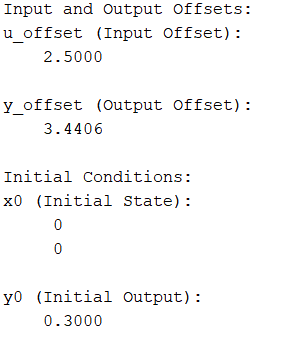 Input and Output Offsets:
u_offset (Input Offset):
2.5000
y_offset (Output Offset):
3.4406
Initial Conditions:
x0 (Initial State):
0
0
y0 (Initial Output):
0.3000